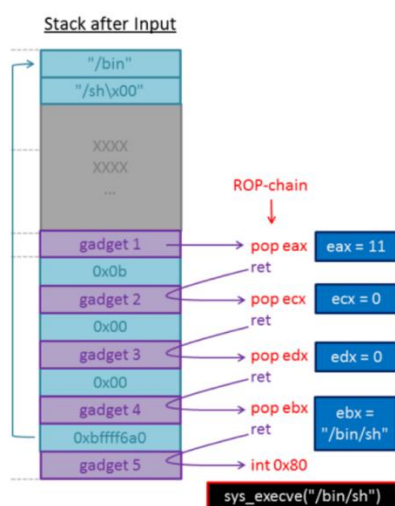 Stack after Input
"/bin"
"/sh\x00"
XXXX
XXXX
...
ROP-chain
gadget 1
pop eax
eax = 11
ret
0x0b
gadget 2
pop ecx
ecx = 0
ret
0x00
gadget 3
pop edx
edx = 0
ret
0x00
gadget 4
pop ebx
ebx =
"/bin/sh"
ret
0xbffff6a0
gadget 5
int 0x80
sys_execve("/bin/sh")